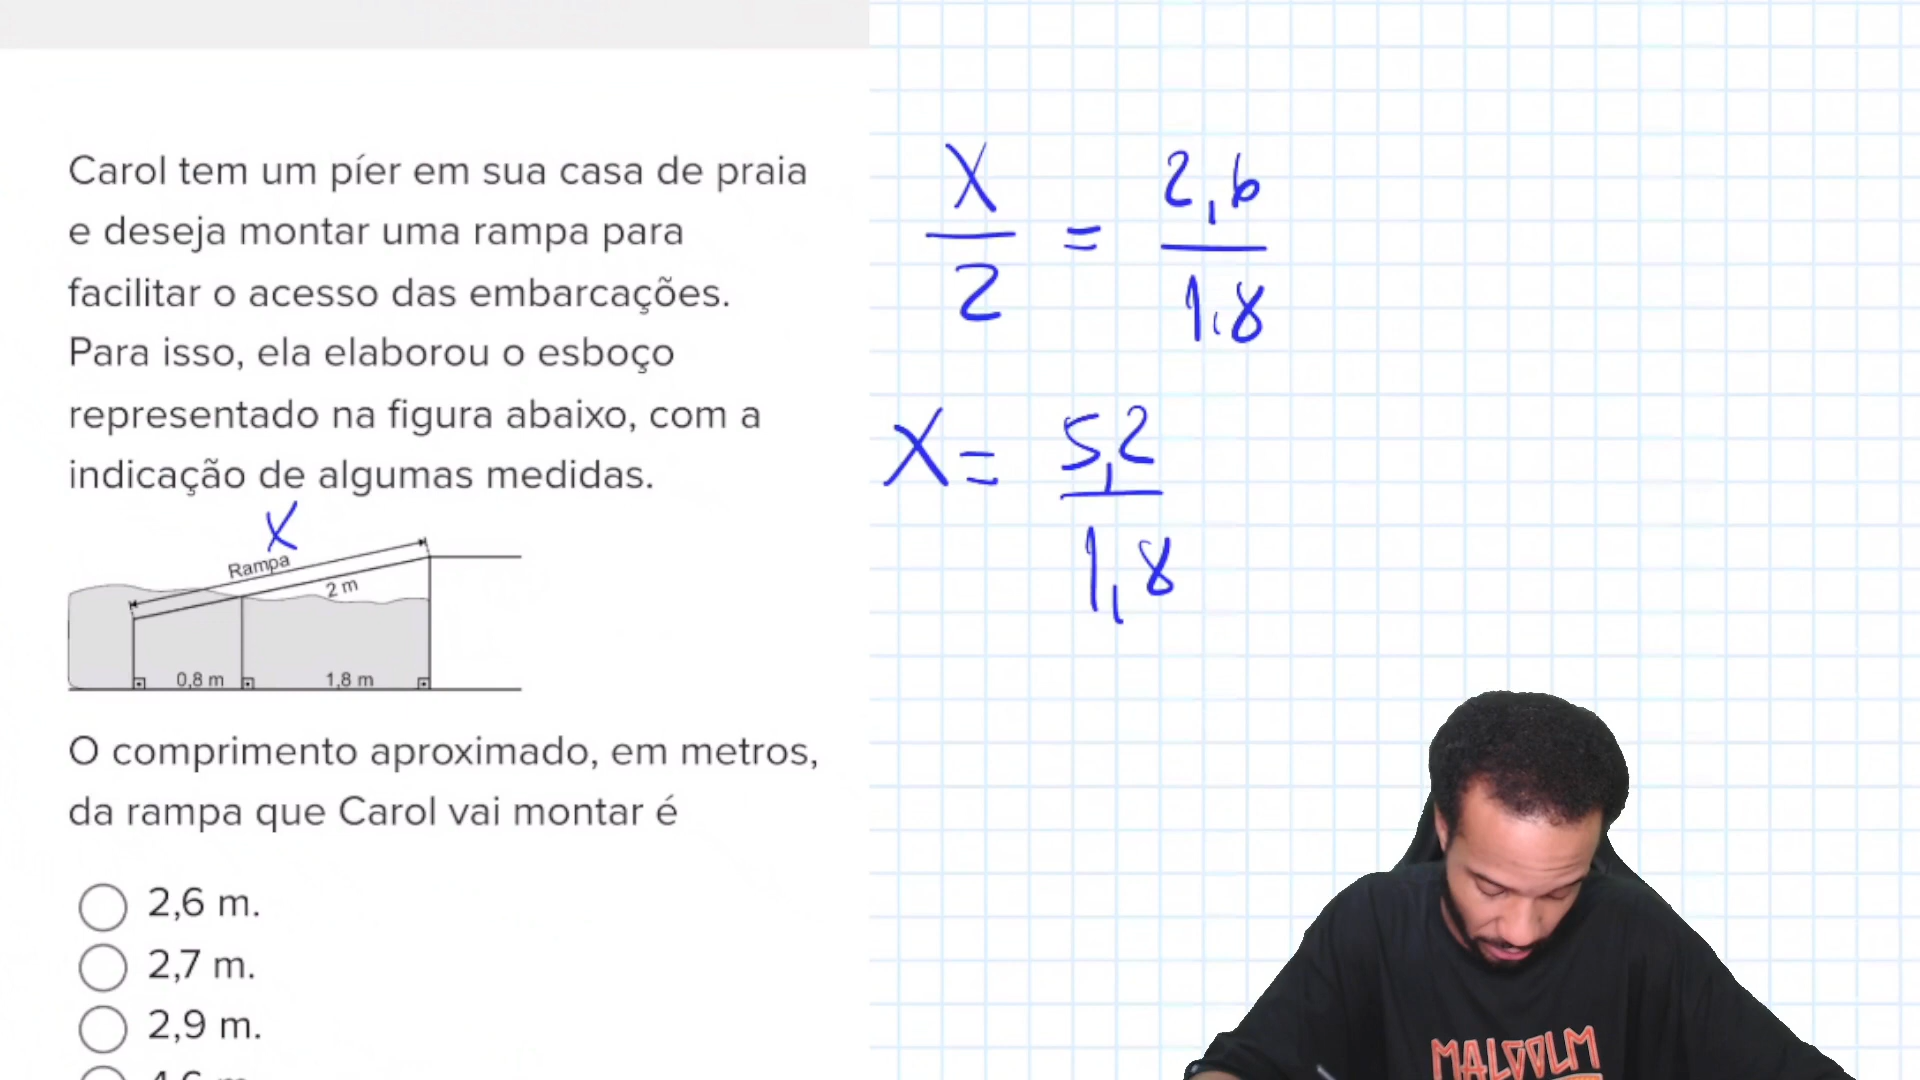 Carol tem um píer em sua casa de praia
e deseja montar uma rampa para
facilitar o acesso das embarcações.
Para isso, ela elaborou o esboço
representado na figura abaixo, com a
indicação de algumas medidas.
X
Rampa
2 m
0,8 m
1,8 m
O comprimento aproximado, em metros,
da rampa que Carol vai montar é
2,6 m.
2,7 m.
2,9 m.
X/2 = 2,6/1,8
X = 5,2/1,8
MALCOLM